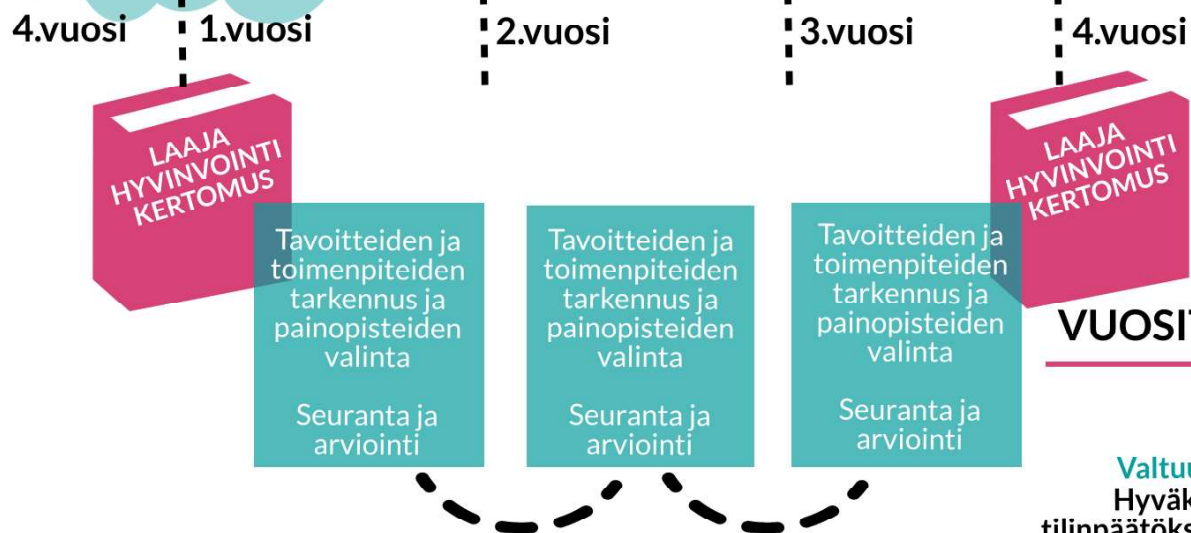 4.vuosi 1.vuosi 2.vuosi 3.vuosi 4.vuosi
LAAJA
HYVINVOINTI
KERTOMUS
LAAJA
HYVINVOINTI
KERTOMUS
Tavoitteiden ja
toimenpiteiden
tarkennus ja
painopisteiden
valinta
Seuranta ja
arviointi
Tavoitteiden ja
toimenpiteiden
tarkennus ja
painopisteiden
valinta
Seuranta ja
arviointi
Tavoitteiden ja
toimenpiteiden
tarkennus ja
painopisteiden
valinta
Seuranta ja
arviointi